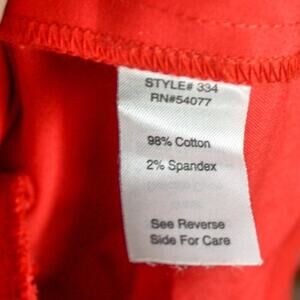 STYLE# 334
RN#54077
98% Cotton
2% Spandex
See Reverse
Side For Care